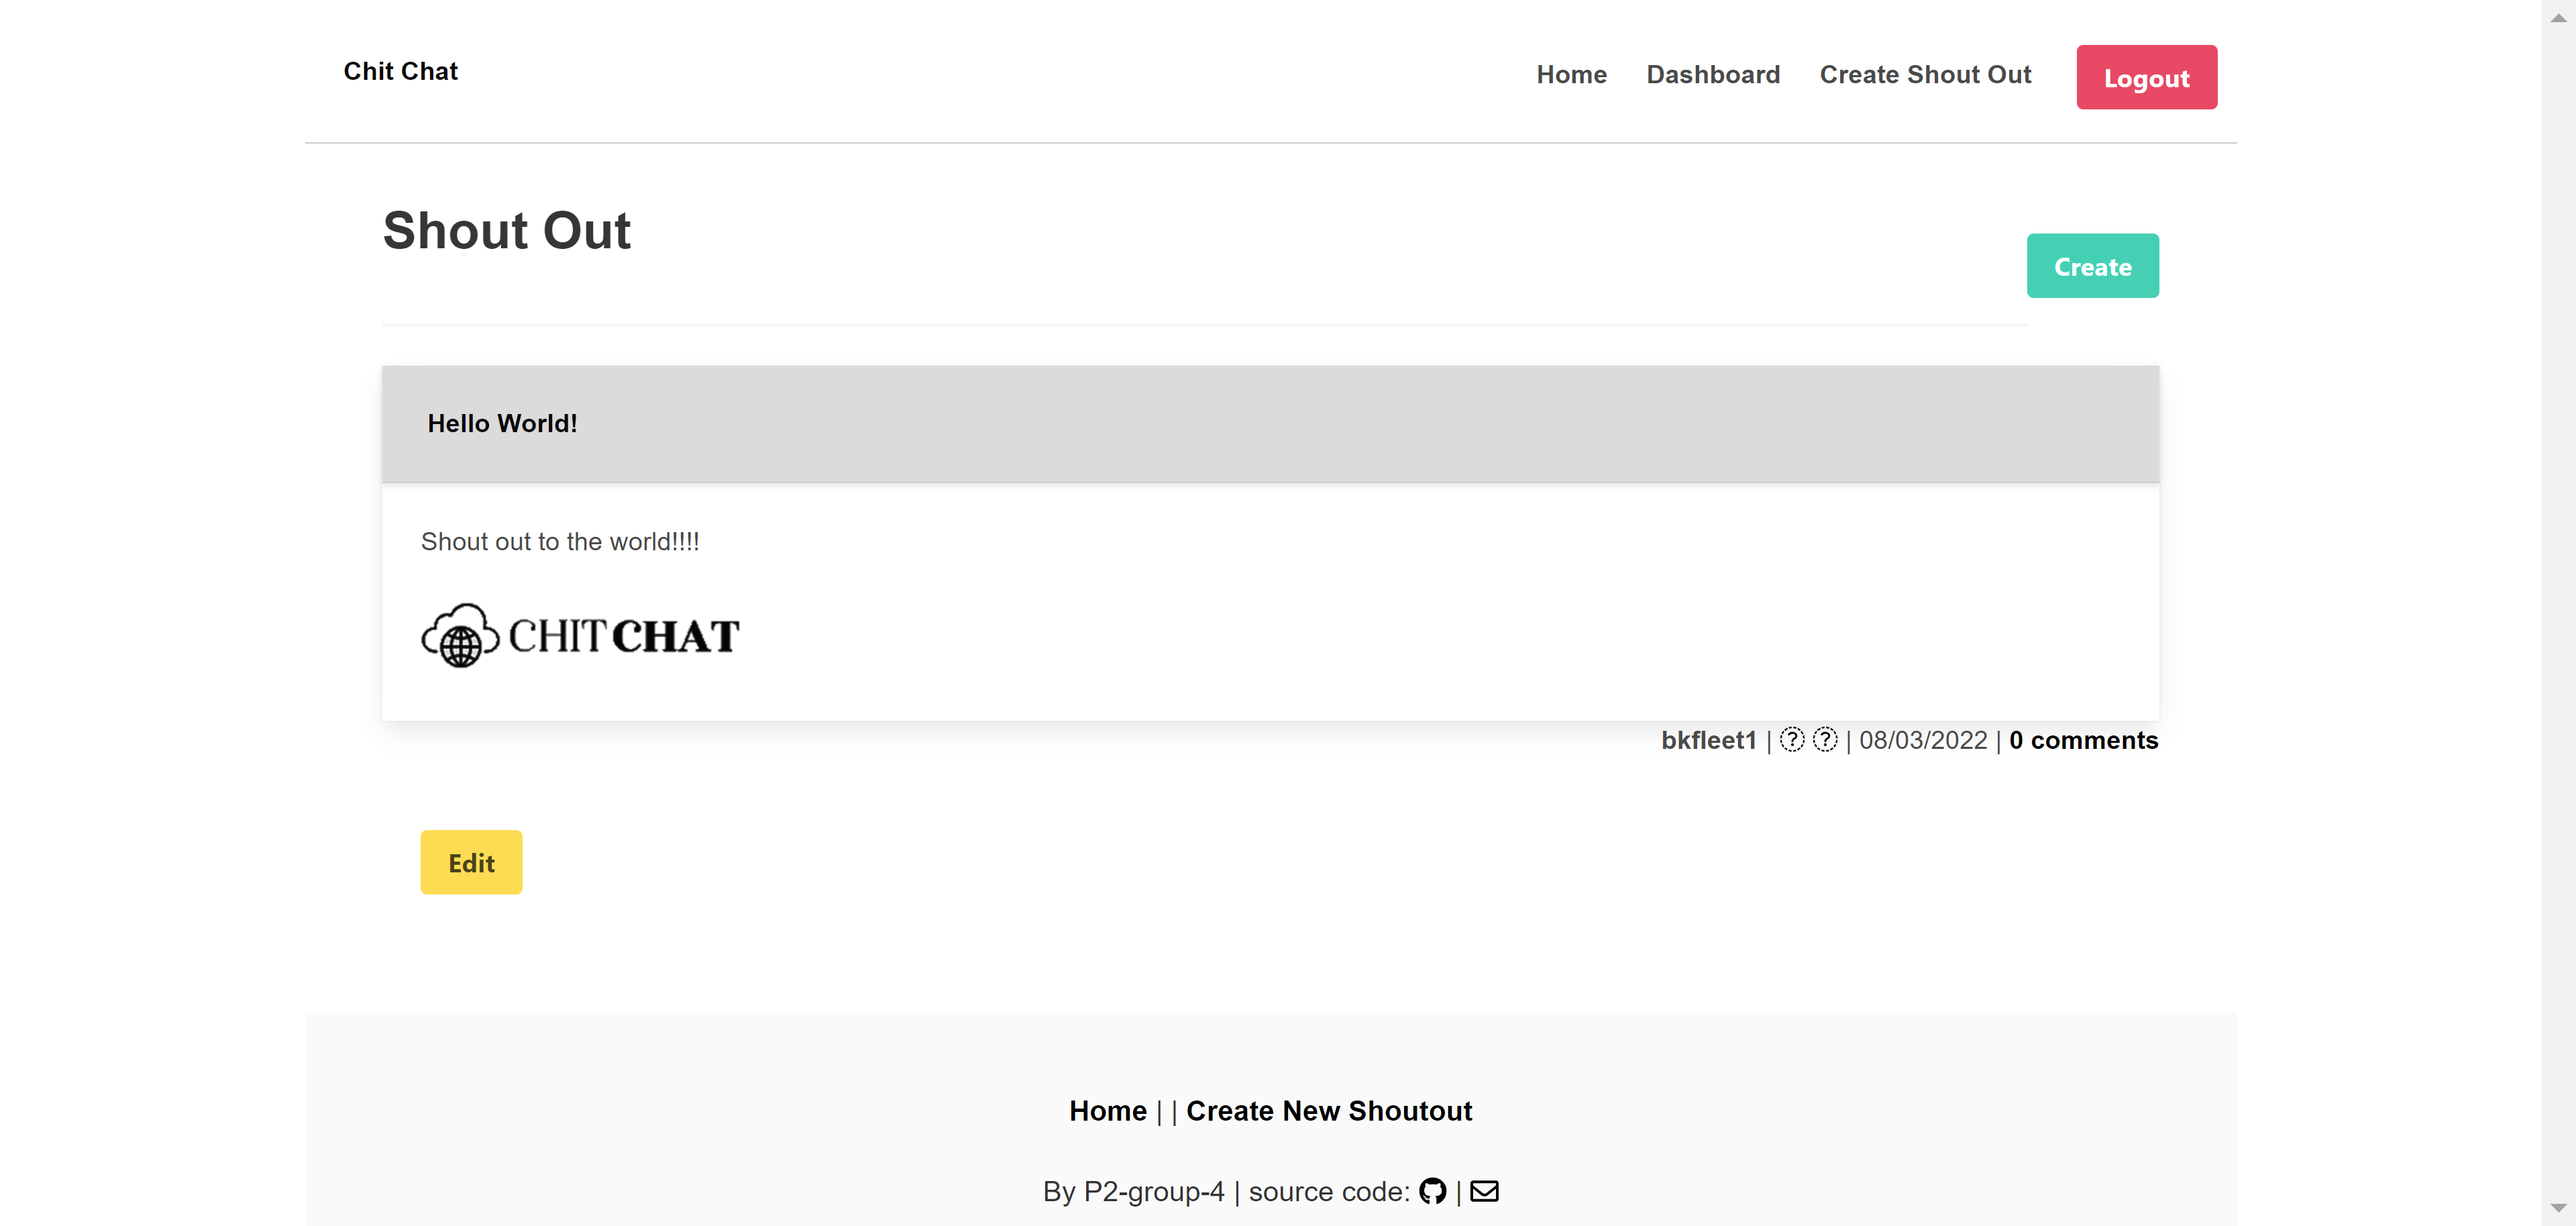 Chit Chat
Home Dashboard Create Shout Out Logout
Shout Out
Create
Hello World!
Shout out to the world!!!!
CHIT CHAT
bkfleet1 | ? ? | 08/03/2022 | 0 comments
Edit
Home | | Create New Shoutout
By P2-group-4 | source code: |